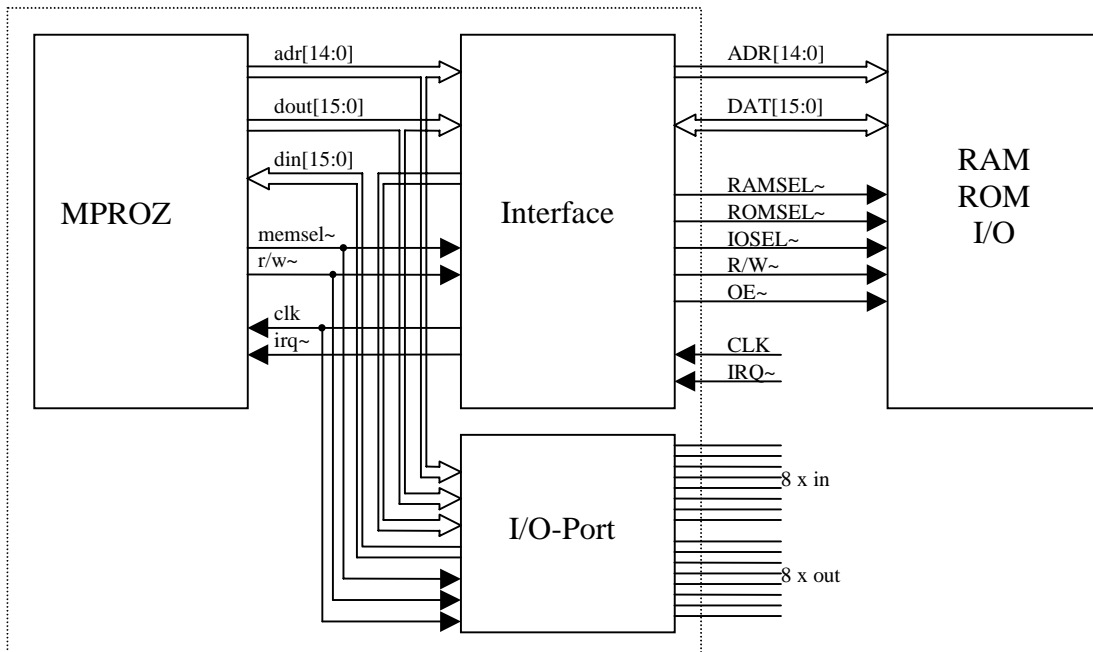 MPROZ
adr[14:0]
dout[15:0]
din[15:0]
memsel~
r/w~
clk
irq~
Interface
ADR[14:0]
DAT[15:0]
RAMSEL~
ROMSEL~
IOSEL~
R/W~
OE~
CLK
IRQ~
RAM
ROM
I/O
I/O-Port
8 x in
8 x out